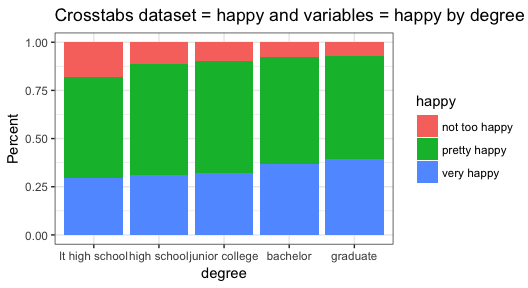 Crosstabs dataset = happy and variables = happy by degree
1.00
0.75
0.50
0.25
0.00
Percent
lt high school high school junior college bachelor graduate
degree
happy
not too happy
pretty happy
very happy